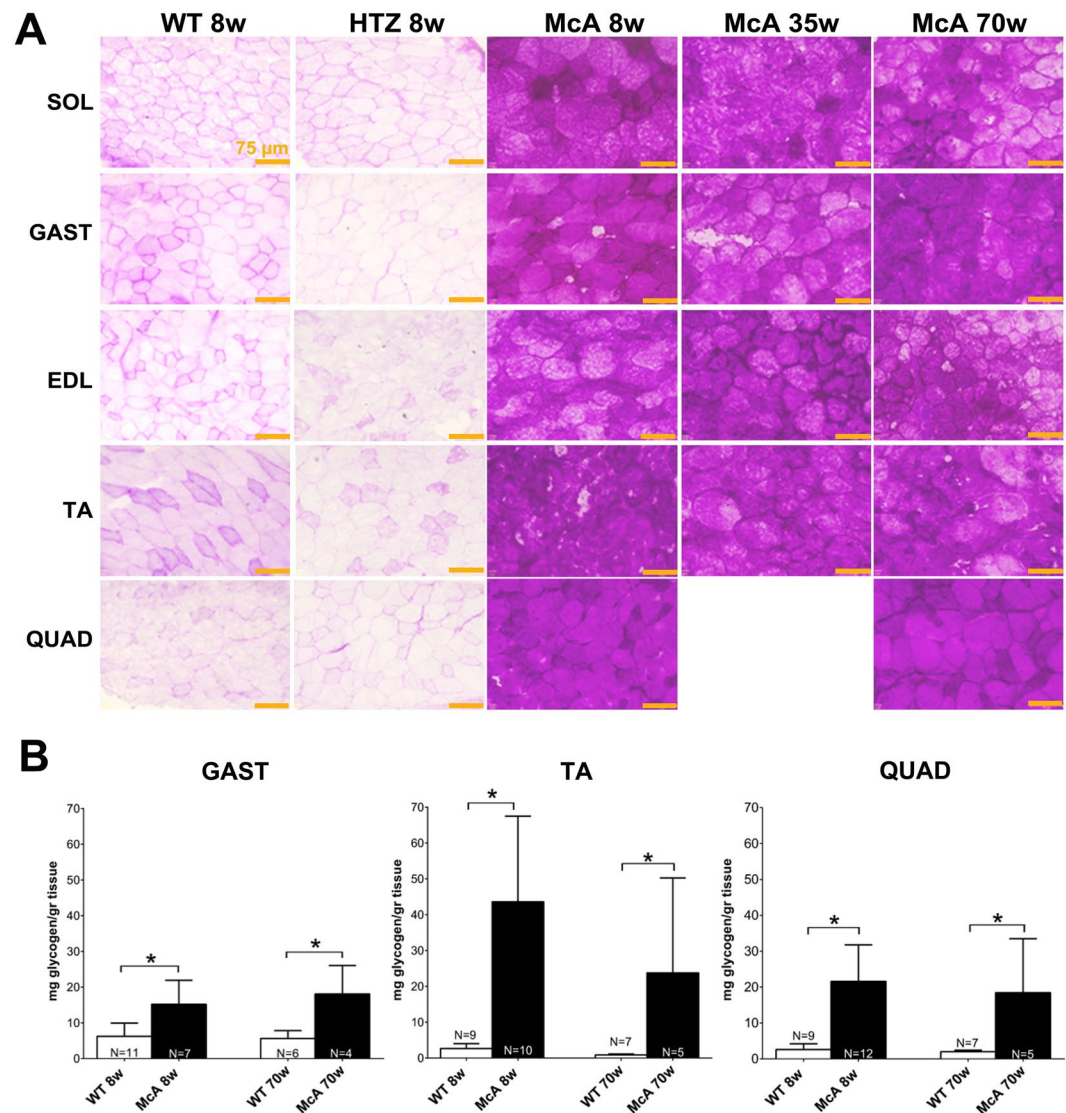 A
WT 8w HTZ 8w McA 8w McA 35w McA 70w
SOL
75 µm
GAST
EDL
TA
QUAD
B
GAST
mg glycogen/gr tissue
70
60
50
40
30
20
10
0
*
*
N=11 N=7 N=6 N=4
WT 8w McA 8w WT 70w McA 70w
TA
mg glycogen/gr tissue
70
60
50
40
30
20
10
0
*
*
N=9 N=10 N=7 N=5
WT 8w McA 8w WT 70w McA 70w
QUAD
mg glycogen/gr tissue
70
60
50
40
30
20
10
0
*
*
N=9 N=12 N=7 N=5
WT 8w McA 8w WT 70w McA 70w